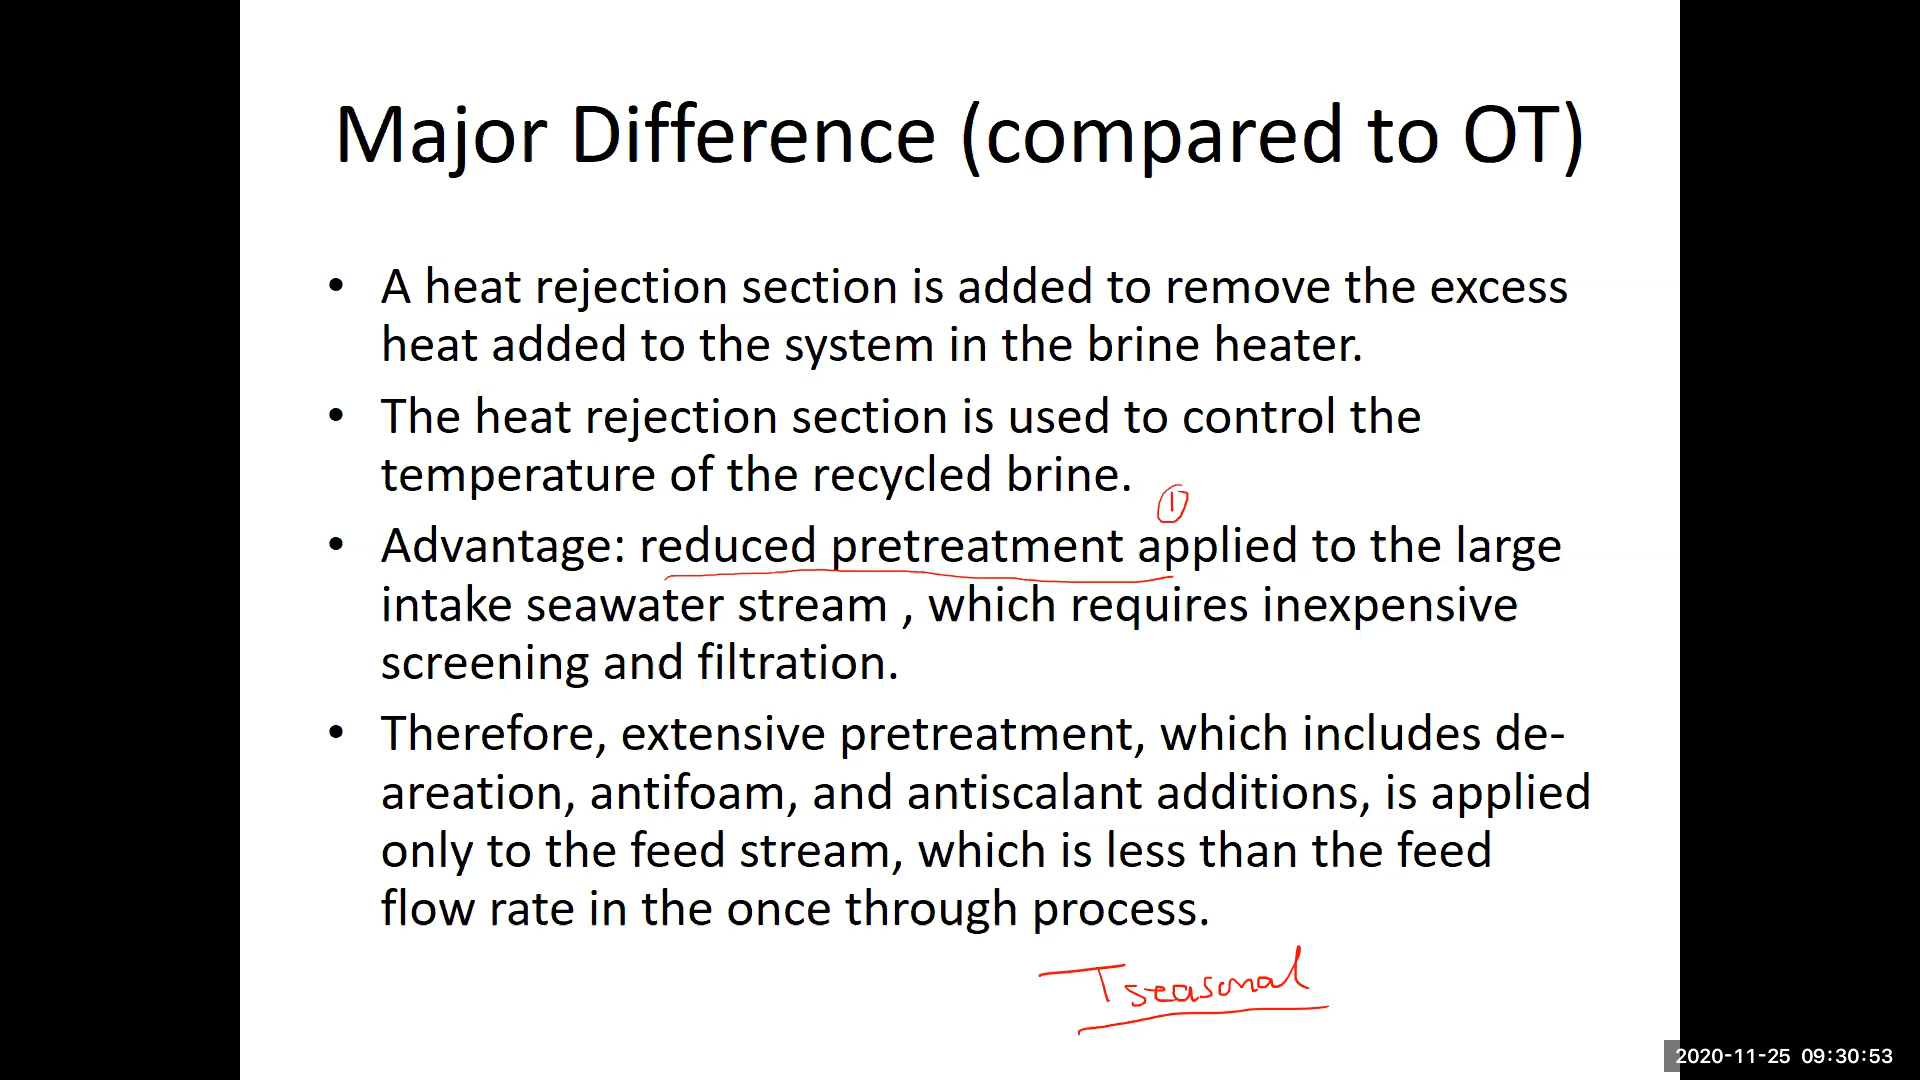 Major Difference (compared to OT)
• A heat rejection section is added to remove the excess
heat added to the system in the brine heater.
• The heat rejection section is used to control the
temperature of the recycled brine.
①
• Advantage: reduced pretreatment applied to the large
intake seawater stream , which requires inexpensive
screening and filtration.
• Therefore, extensive pretreatment, which includes de-
areation, antifoam, and antiscalant additions, is applied
only to the feed stream, which is less than the feed
flow rate in the once through process.
T seasonal
2020-11-25 09:30:53